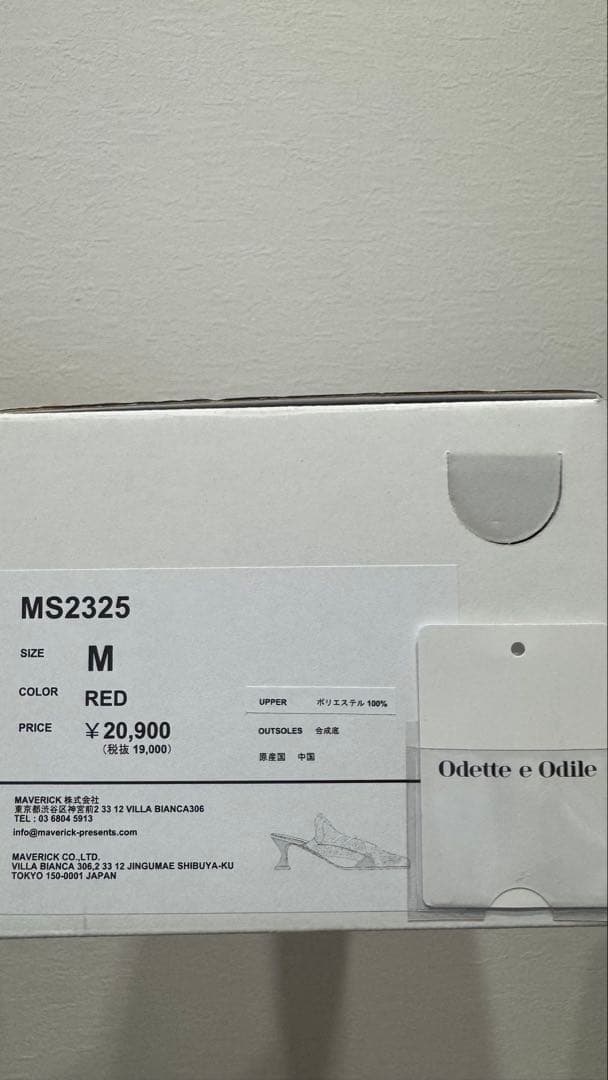 MS2325
SIZE M
COLOR RED
PRICE ¥20,900
(税抜 19,000)
UPPER ポリエステル 100%
OUTSOLES 合成底
原産国 中国
MAVERICK 株式会社
東京都渋谷区神宮前2 33 12 VILLA BIANCA306
TEL : 03 6804 5913
info@maverick-presents.com
MAVERICK CO.,LTD.
VILLA BIANCA 306,2 33 12 JINGUMAE SHIBUYA-KU
TOKYO 150-0001 JAPAN
Odette e Odile